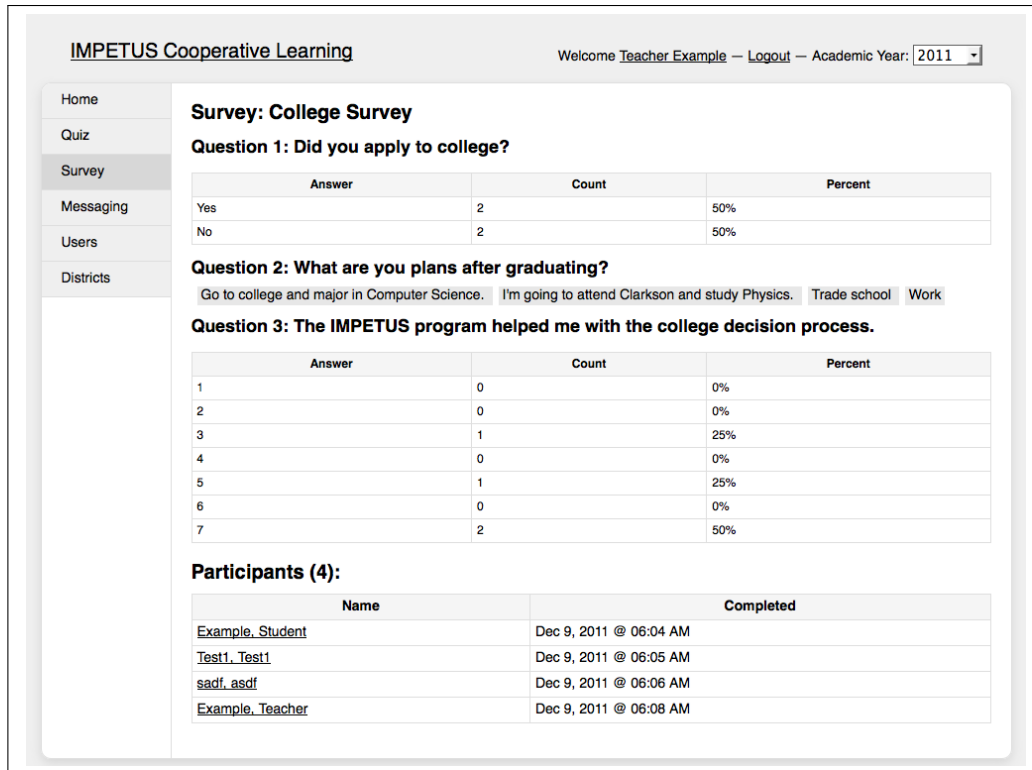 IMPETUS Cooperative Learning
Welcome Teacher Example — Logout — Academic Year: 2011
Home
Quiz
Survey
Messaging
Users
Districts
Survey: College Survey
Question 1: Did you apply to college?
Answer Count Percent
Yes 2 50%
No 2 50%
Question 2: What are you plans after graduating?
Go to college and major in Computer Science. I'm going to attend Clarkson and study Physics. Trade school Work
Question 3: The IMPETUS program helped me with the college decision process.
Answer Count Percent
1 0 0%
2 0 0%
3 1 25%
4 0 0%
5 1 25%
6 0 0%
7 2 50%
Participants (4):
Name Completed
Example, Student Dec 9, 2011 @ 06:04 AM
Test1, Test1 Dec 9, 2011 @ 06:05 AM
sadf, asdf Dec 9, 2011 @ 06:06 AM
Example, Teacher Dec 9, 2011 @ 06:08 AM